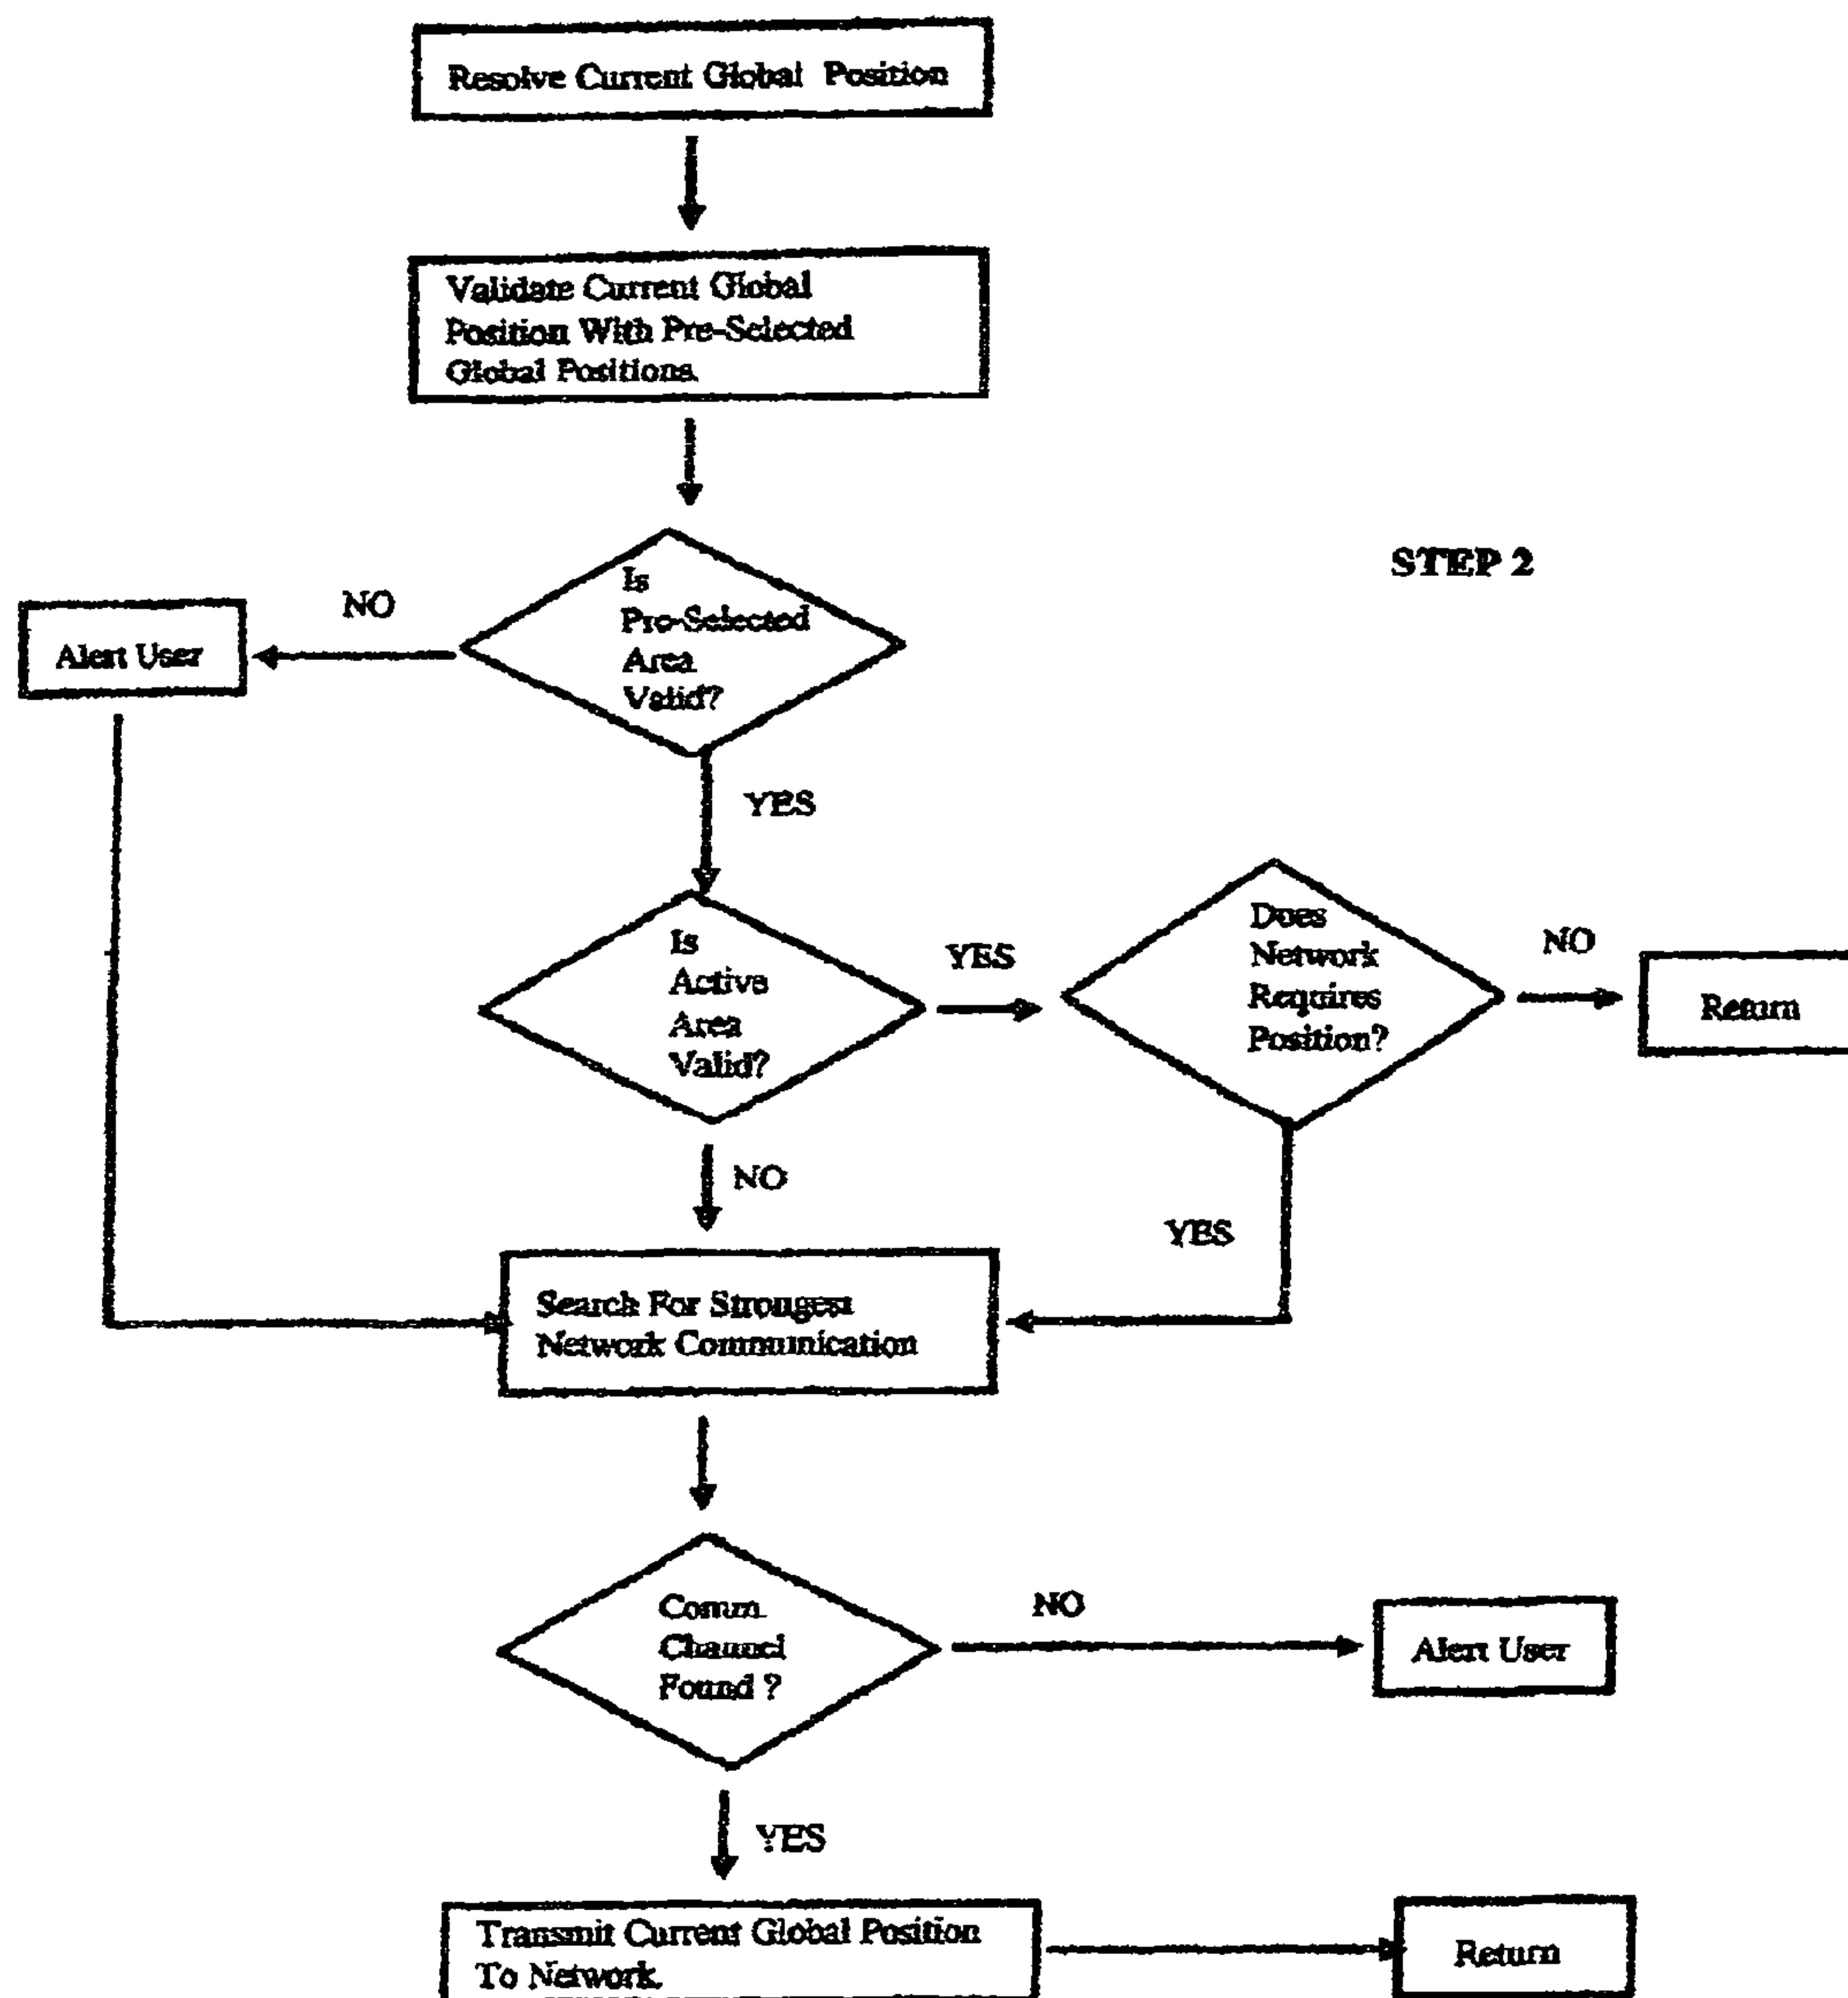 Resolve Current Global Position
Validate Current Global
Position With Pre-Selected
Global Positions.
STEP 2
Is
Pre-Selected
Area
Valid?
NO
Alert User
YES
Is
Active
Area
Valid?
YES
Does
Network
Requires
Position?
NO
Return
NO
YES
Search For Strongest
Network Communication
Comm.
Channel
Found ?
NO
Alert User
YES
Transmit Current Global Position
To Network.
Return